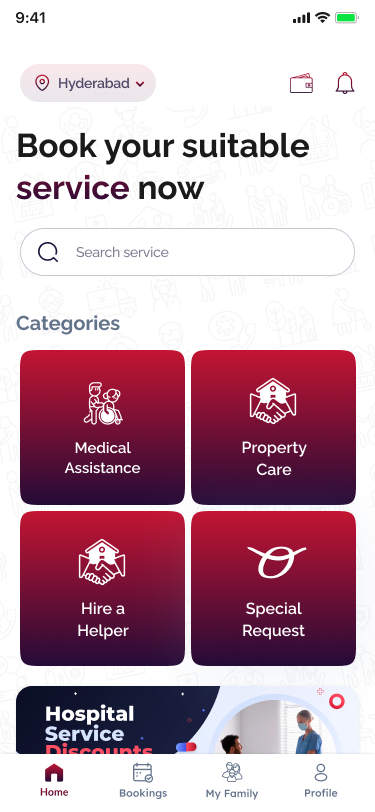 9:41
Hyderabad
Book your suitable
service now
Search service
Categories
Medical
Assistance
Property
Care
Hire a
Helper
Special
Request
Hospital
Service
Discounts
Home
Bookings
My Family
Profile